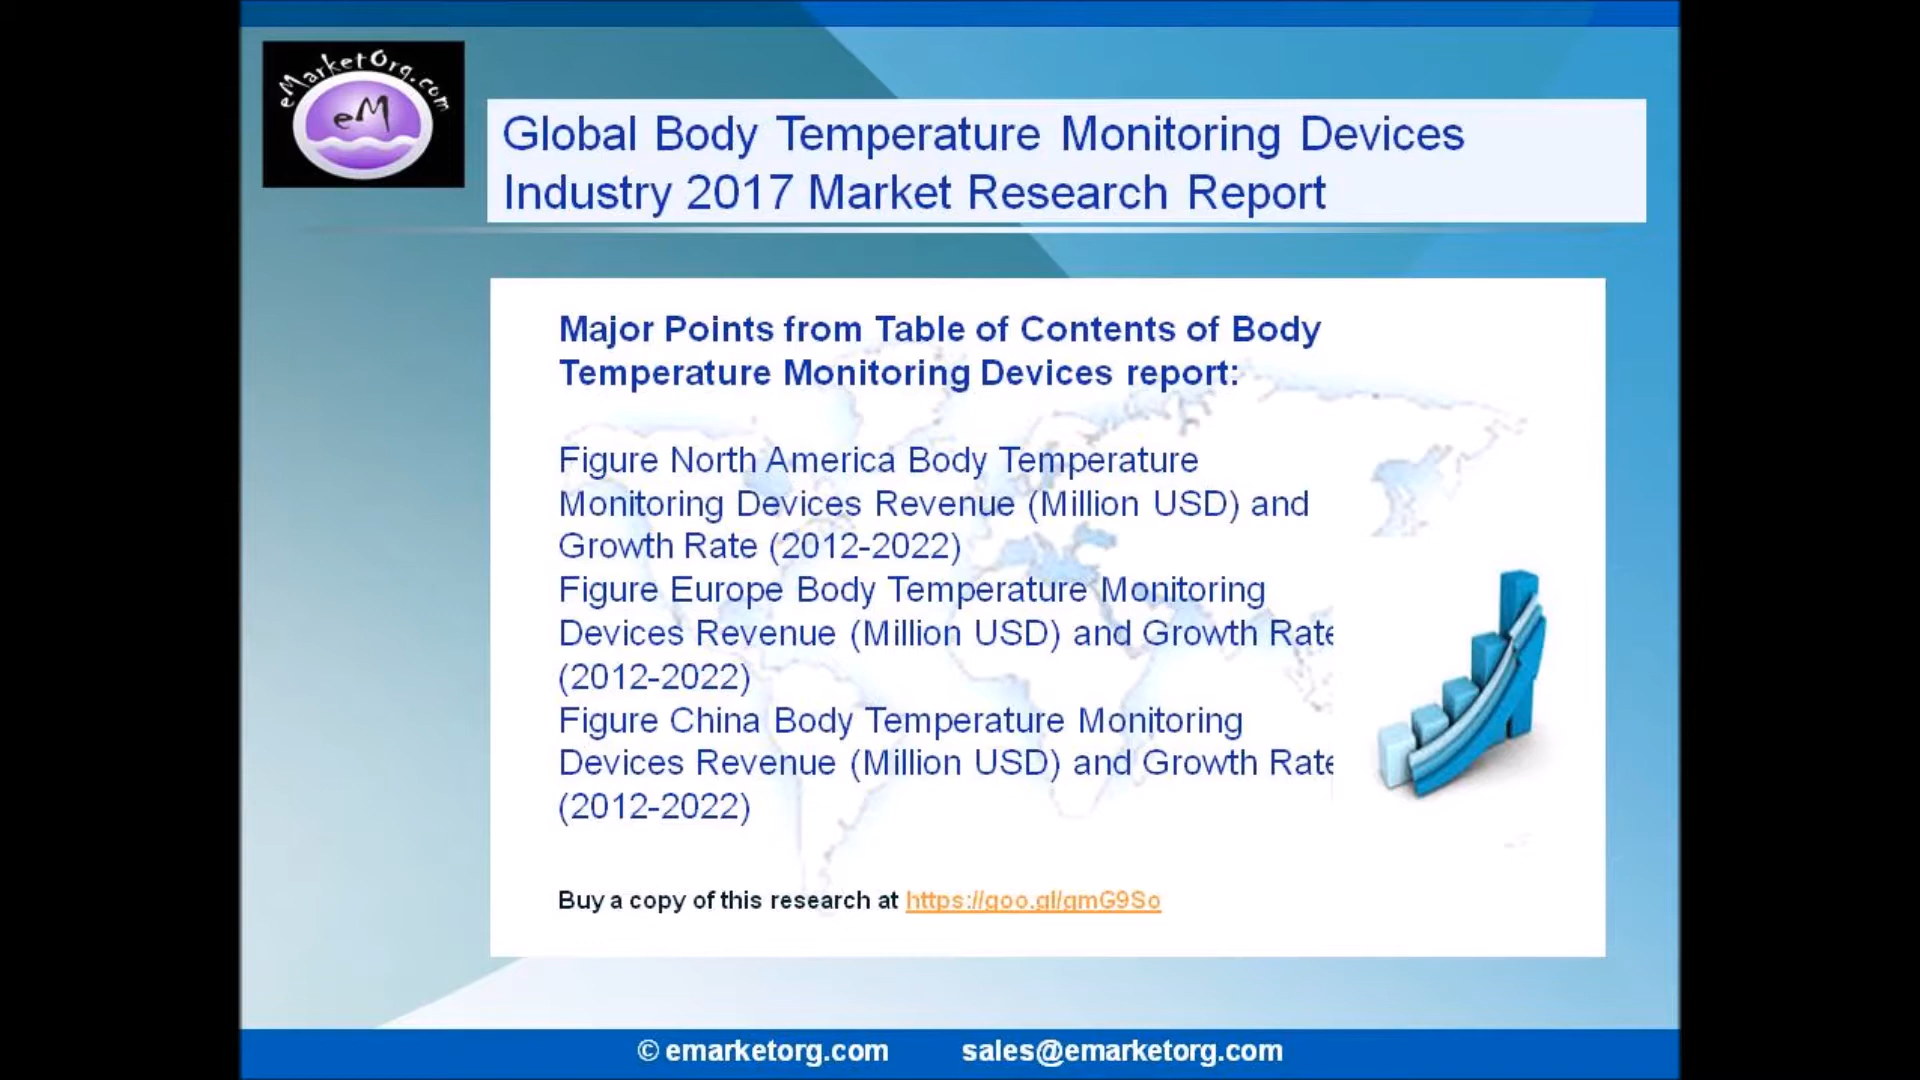 eMarketOrg.com
eM
Global Body Temperature Monitoring Devices
Industry 2017 Market Research Report
Major Points from Table of Contents of Body
Temperature Monitoring Devices report:
Figure North America Body Temperature
Monitoring Devices Revenue (Million USD) and
Growth Rate (2012-2022)
Figure Europe Body Temperature Monitoring
Devices Revenue (Million USD) and Growth Rate
(2012-2022)
Figure China Body Temperature Monitoring
Devices Revenue (Million USD) and Growth Rate
(2012-2022)
Buy a copy of this research at https://goo.gl/gmG9So
© emarketorg.com sales@emarketorg.com